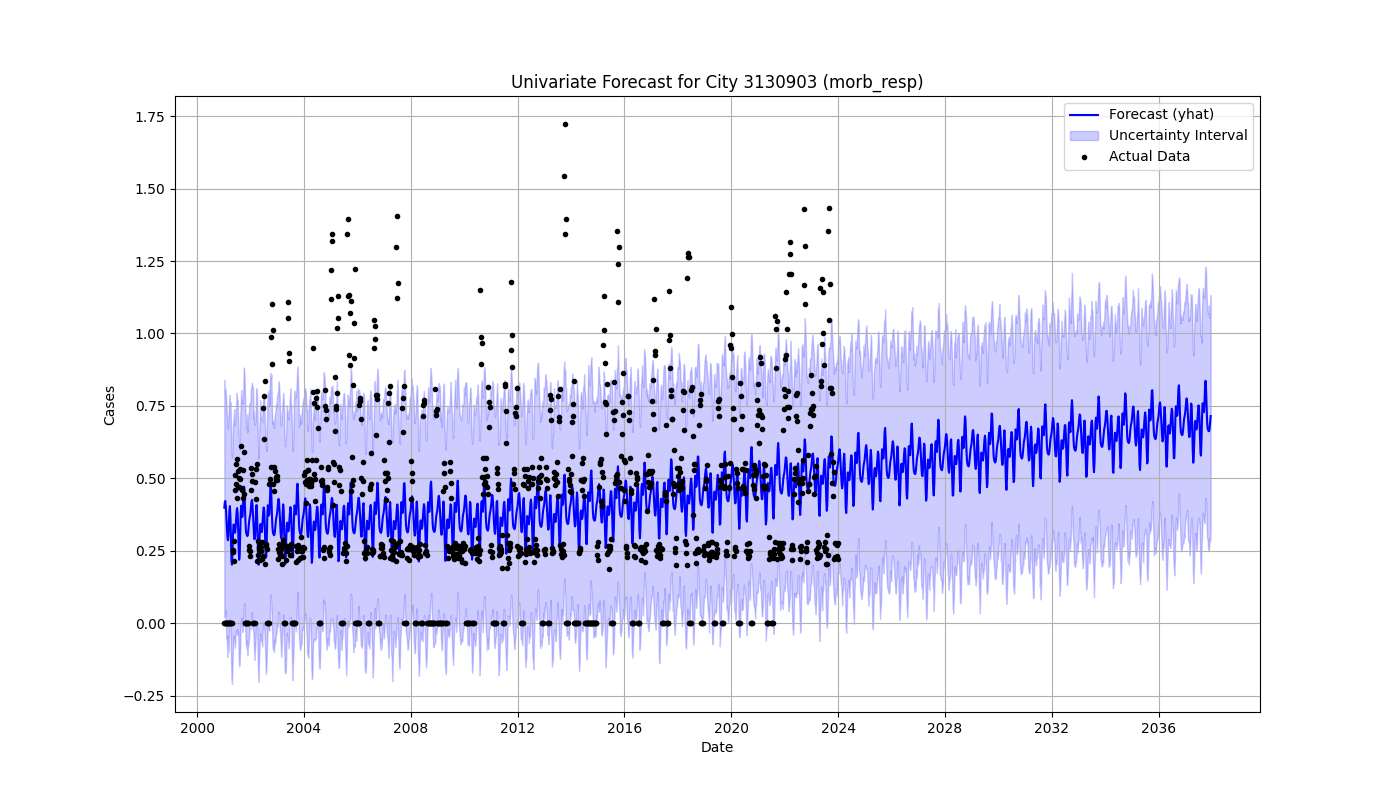 Univariate Forecast for City 3130903 (morb_resp)
Forecast (yhat)
Uncertainty Interval
Actual Data
1.75
1.50
1.25
1.00
0.75
0.50
0.25
0.00
−0.25
Cases
2000 2004 2008 2012 2016 2020 2024 2028 2032 2036
Date